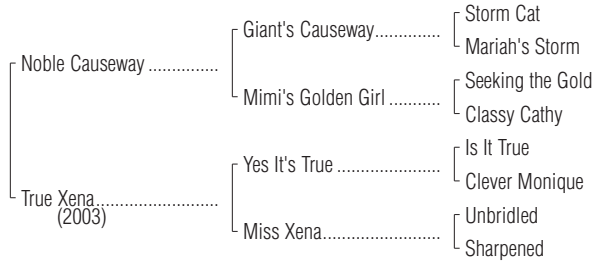 Storm Cat
Giant's Causeway..............
Mariah's Storm
Noble Causeway ...............
Seeking the Gold
Mimi's Golden Girl ...........
Classy Cathy
Is It True
Yes It's True ......................
Clever Monique
True Xena..........................
(2003)
Unbridled
Miss Xena.........................
Sharpened